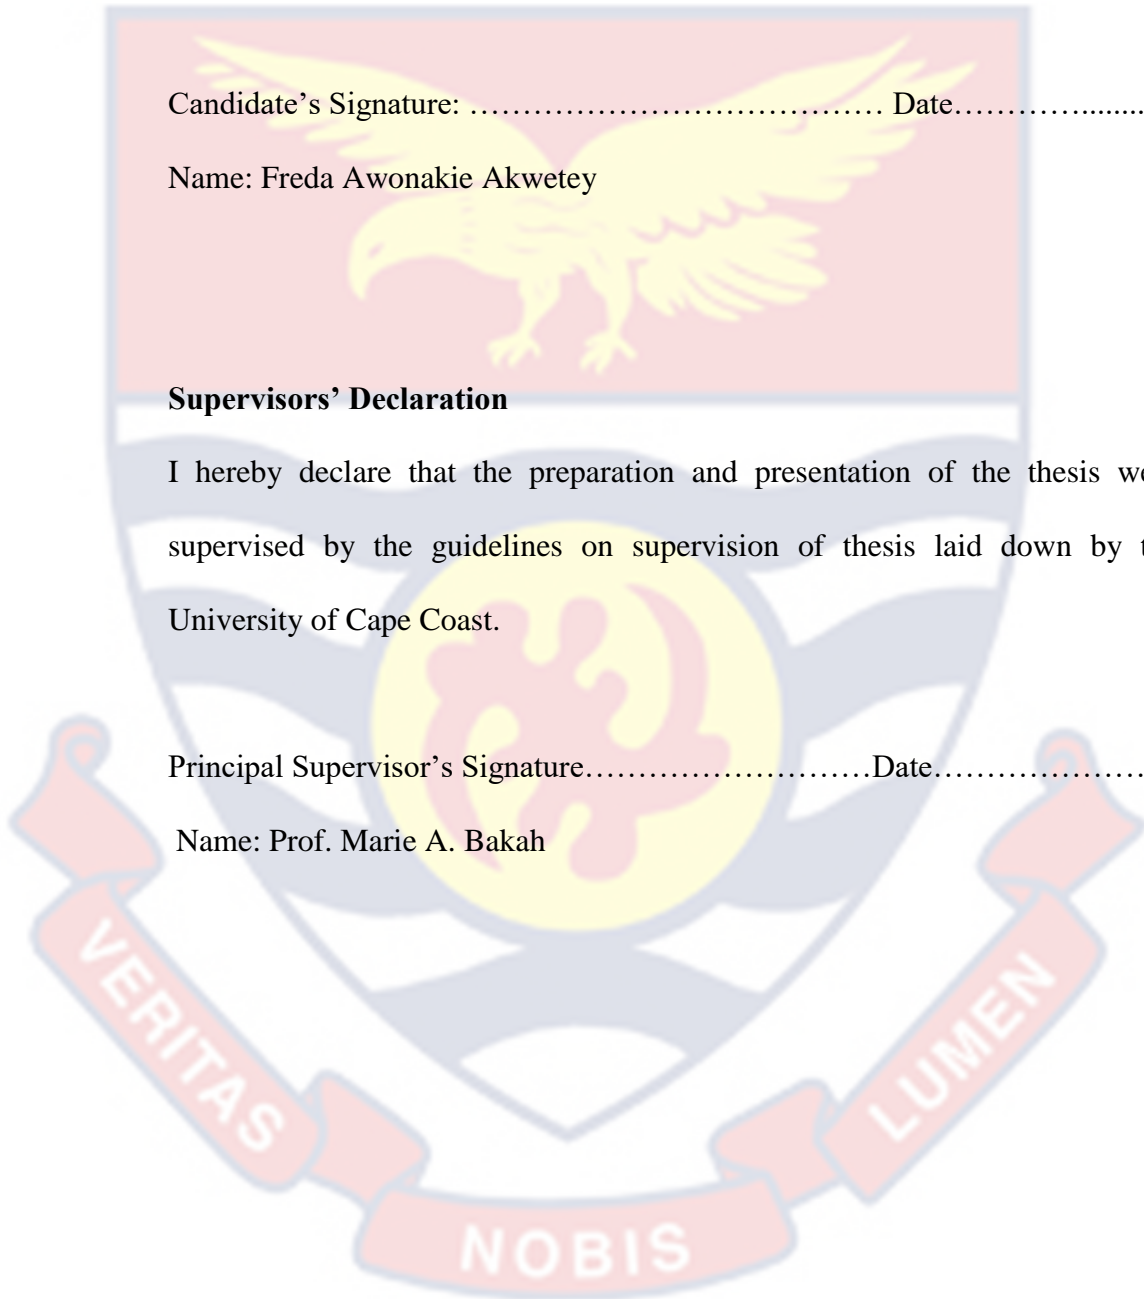 Candidate’s Signature: …………………………………… Date…………..........
Name: Freda Awonakie Akwetey
Supervisors’ Declaration
I hereby declare that the preparation and presentation of the thesis
supervised by the guidelines on supervision of thesis laid down by
University of Cape Coast.
Principal Supervisor’s Signature………………………Date…………………
Name: Prof. Marie A. Bakah
VERITAS
NOBIS
LUMEN